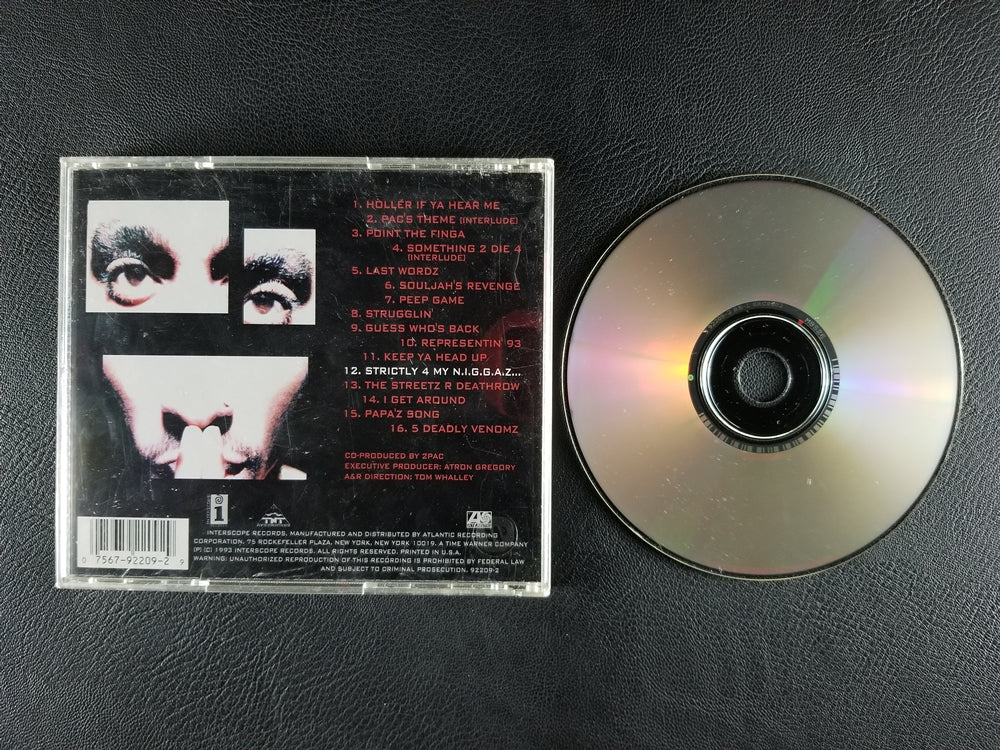 1. HOLLER IF YA HEAR ME
2. PAC'S THEME (INTERLUDE)
3. POINT THE FINGA
4. SOMETHING 2 DIE 4
(INTERLUDE)
5. LAST WORDZ
6. SOULJAH'S REVENGE
7. PEEP GAME
8. STRUGGLIN'
9. GUESS WHO'S BACK
10. REPRESENTIN' 93
11. KEEP YA HEAD UP
12. STRICTLY 4 MY N.I.G.G.A.Z...
13. THE STREETZ R DEATHROW
14. I GET AROUND
15. PAPA'Z SONG
16. 5 DEADLY VENOMZ
CO-PRODUCED BY 2PAC
EXECUTIVE PRODUCER: ATRON GREGORY
A&R DIRECTION: TOM WHALLEY
INTERSCOPE RECORDS, MANUFACTURED AND DISTRIBUTED BY ATLANTIC RECORDING
CORPORATION. 75 ROCKEFELLER PLAZA, NEW YORK, NEW YORK 10019. A TIME WARNER COMPANY
(P) (C) 1993 INTERSCOPE RECORDS. ALL RIGHTS RESERVED. PRINTED IN U.S.A.
WARNING: UNAUTHORIZED REPRODUCTION OF THIS RECORDING IS PROHIBITED BY FEDERAL LAW
AND SUBJECT TO CRIMINAL PROSECUTION. 92209-2
0 7567-92209-2 9